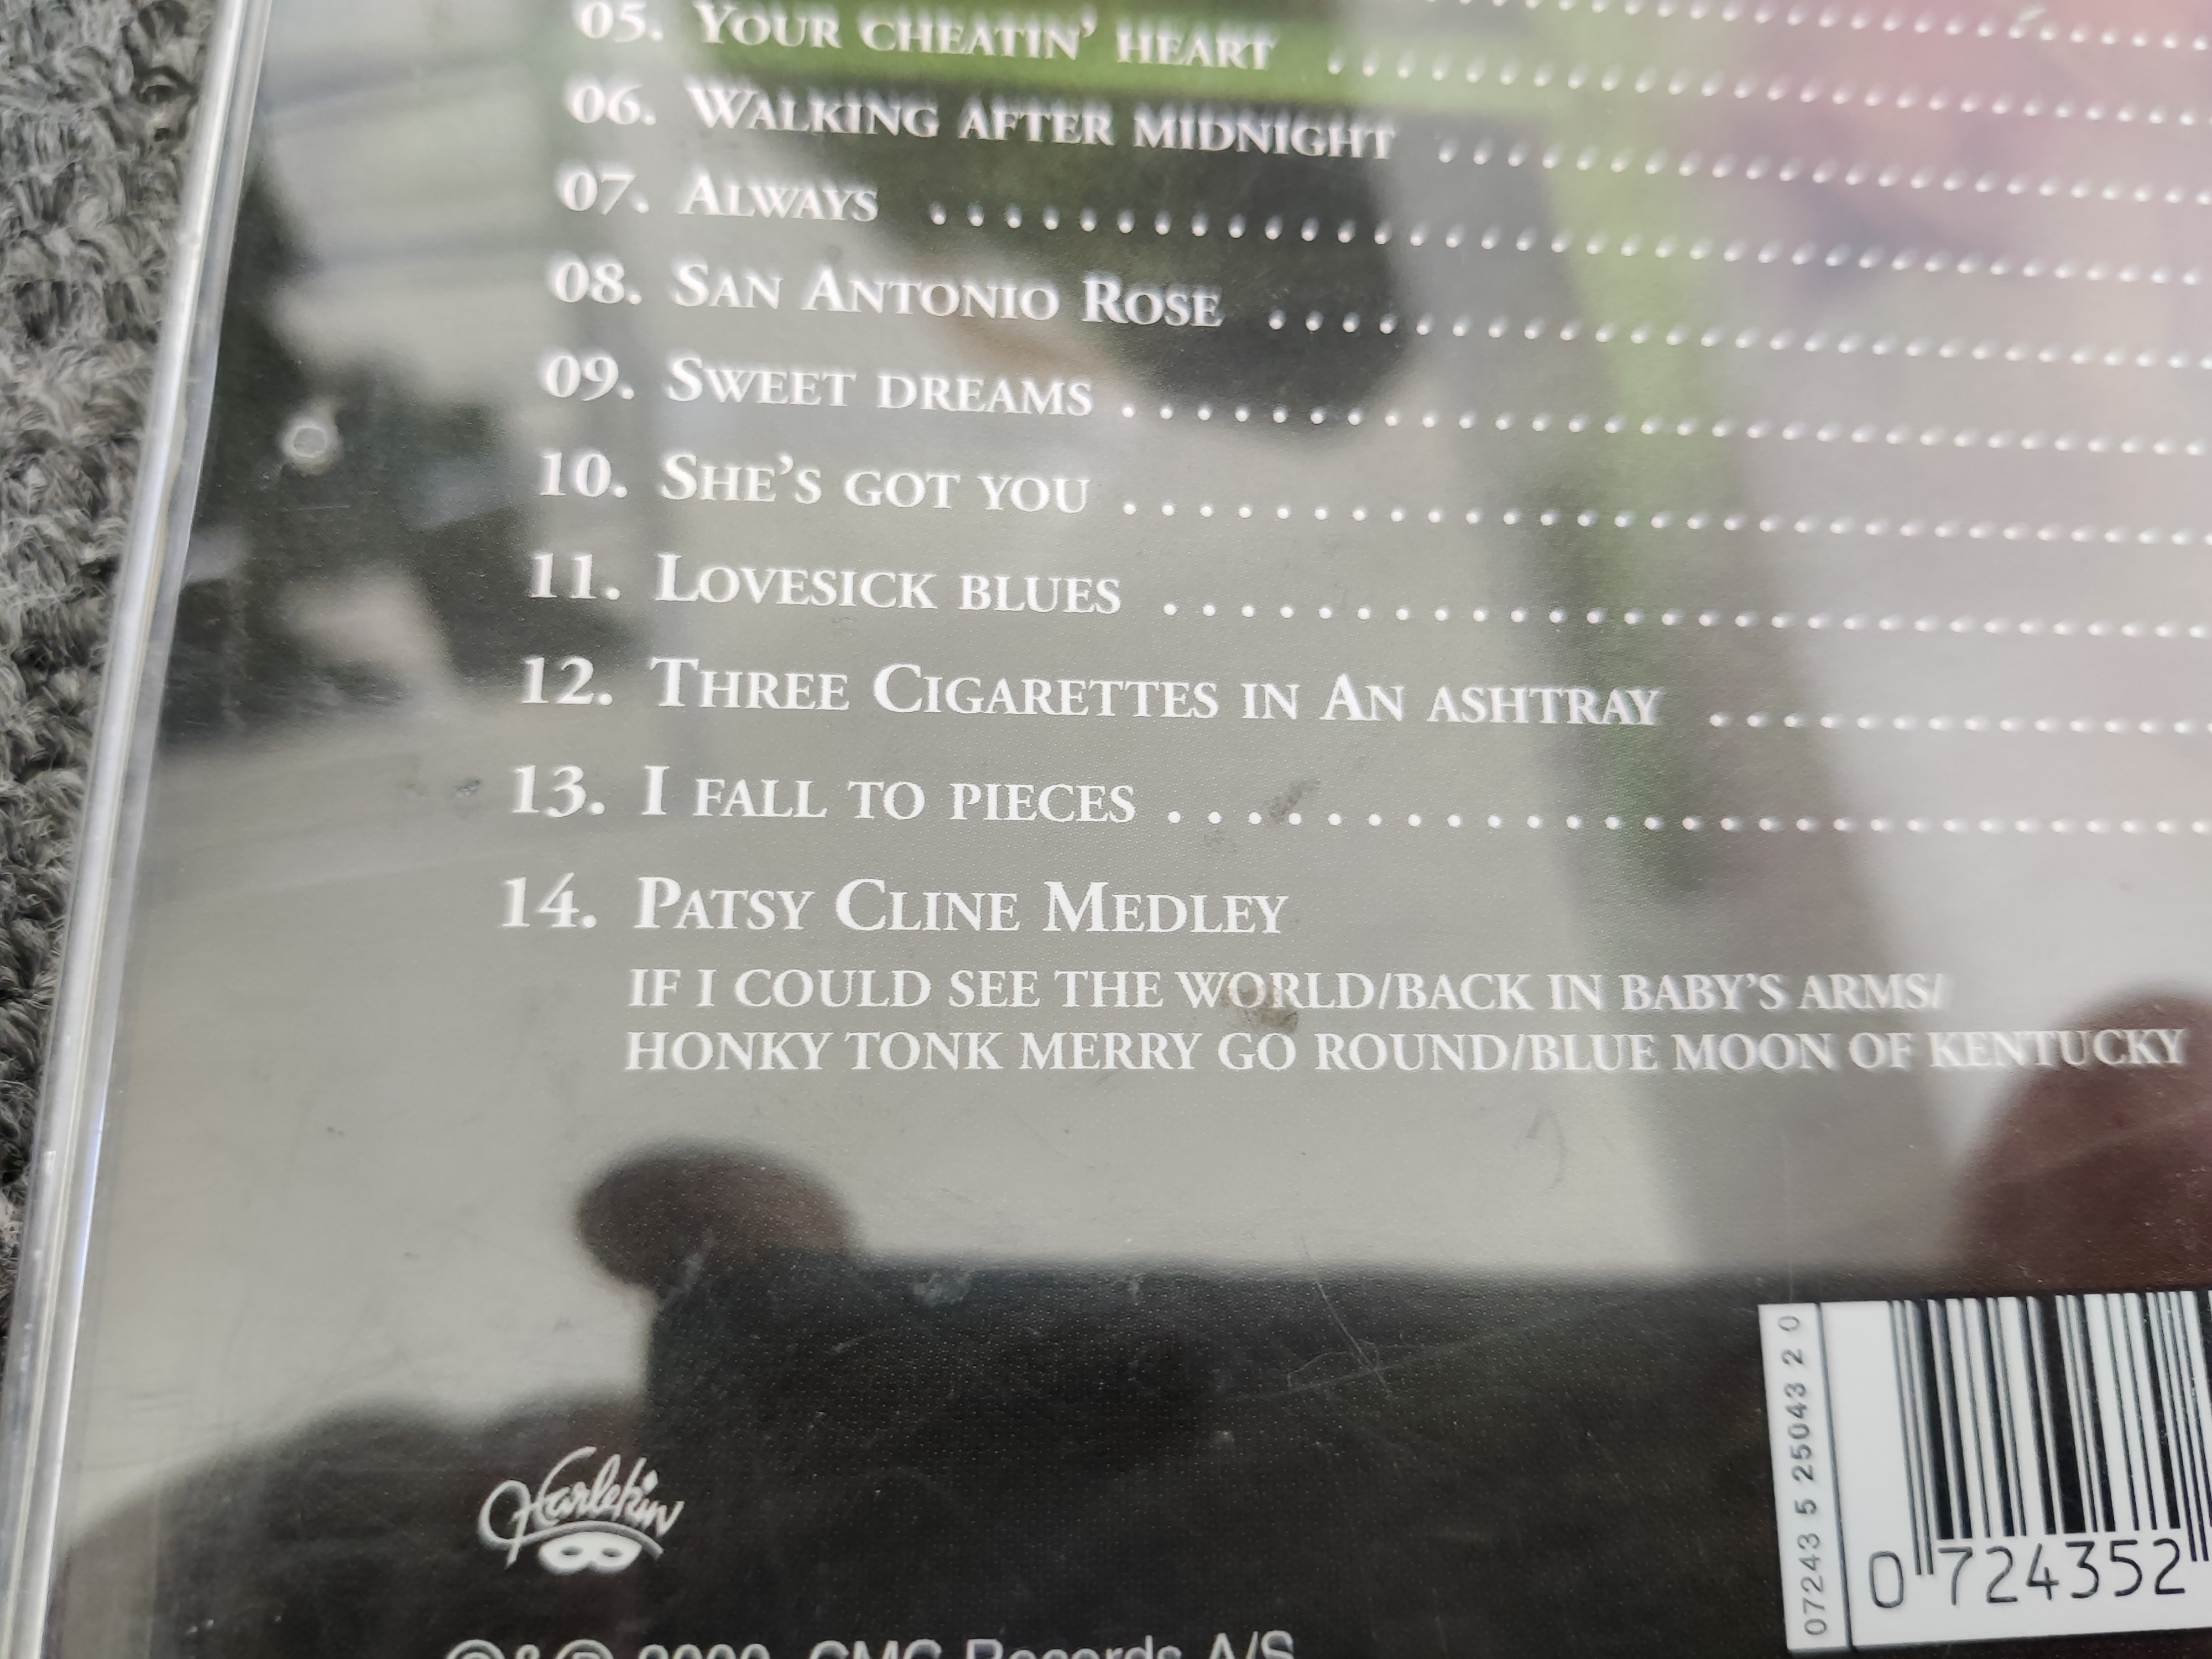 05. Your cheatin' heart
06. Walking after midnight
07. Always
08. San Antonio Rose
09. Sweet dreams
10. She's got you
11. Lovesick blues
12. Three Cigarettes in An ashtray
13. I fall to pieces
14. Patsy Cline Medley
IF I COULD SEE THE WORLD/BACK IN BABY'S ARMS/
HONKY TONK MERRY GO ROUND/BLUE MOON OF KENTUCKY
Harlekin
07243 5 25043 2 0
0 724352
℗&© 2000 CMC Records A/S